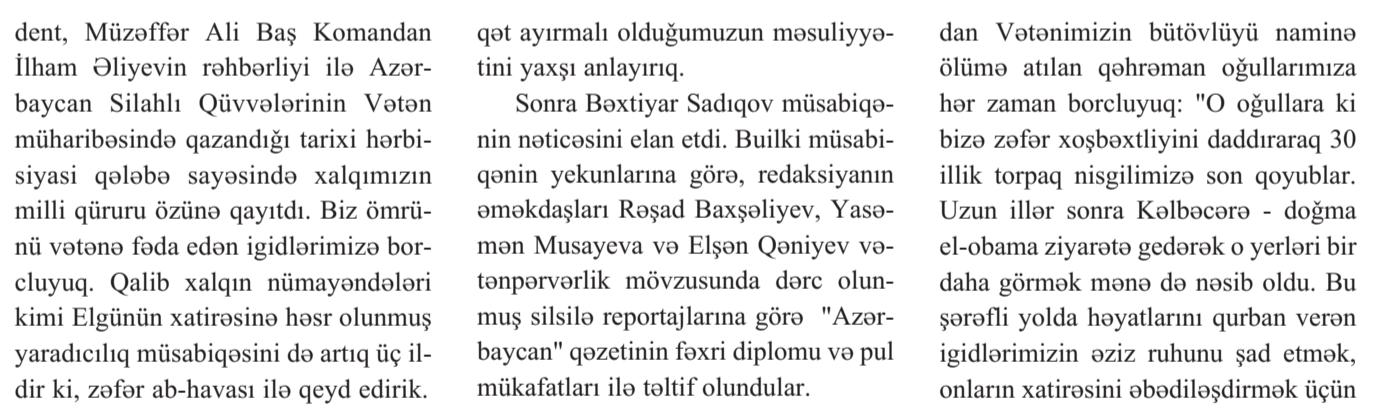 dent, Müzəffər Ali Baş Komandan
İlham Əliyevin rəhbərliyi ilə Azər-
baycan Silahlı Qüvvələrinin Vətən
müharibəsində qazandığı tarixi hərbi-
siyasi qələbə sayəsində xalqımızın
milli qüruru özünə qayıtdı. Biz ömrü-
nü vətənə fəda edən igidlərimizə bor-
cluyuq. Qalib xalqın nümayəndələri
kimi Elgünün xatirəsinə həsr olunmuş
yaradıcılıq müsabiqəsini də artıq üç il-
dir ki, zəfər ab-havası ilə qeyd edirik.
qət ayırmalı olduğumuzun məsuliyyə-
tini yaxşı anlayırıq.
Sonra Bəxtiyar Sadıqov müsabiqə-
nin nəticəsini elan etdi. Builki müsabi-
qənin yekunlarına görə, redaksiyanın
əməkdaşları Rəşad Baxşəliyev, Yasə-
mən Musayeva və Elşən Qəniyev və-
tənpərvərlik mövzusunda dərc olun-
muş silsilə reportajlarına görə "Azər-
baycan" qəzetinin fəxri diplomu və pul
mükafatları ilə təltif olundular.
dan Vətənimizin bütövlüyü naminə
ölümə atılan qəhrəman oğullarımıza
hər zaman borcluyuq: "O oğullara ki
bizə zəfər xoşbəxtliyini daddıraraq 30
illik torpaq nisgilimizə son qoyublar.
Uzun illər sonra Kəlbəcərə - doğma
el-obama ziyarətə gedərək o yerləri bir
daha görmək mənə də nəsib oldu. Bu
şərəfli yolda həyatlarını qurban verən
igidlərimizin əziz ruhunu şad etmək,
onların xatirəsini əbədiləşdirmək üçün